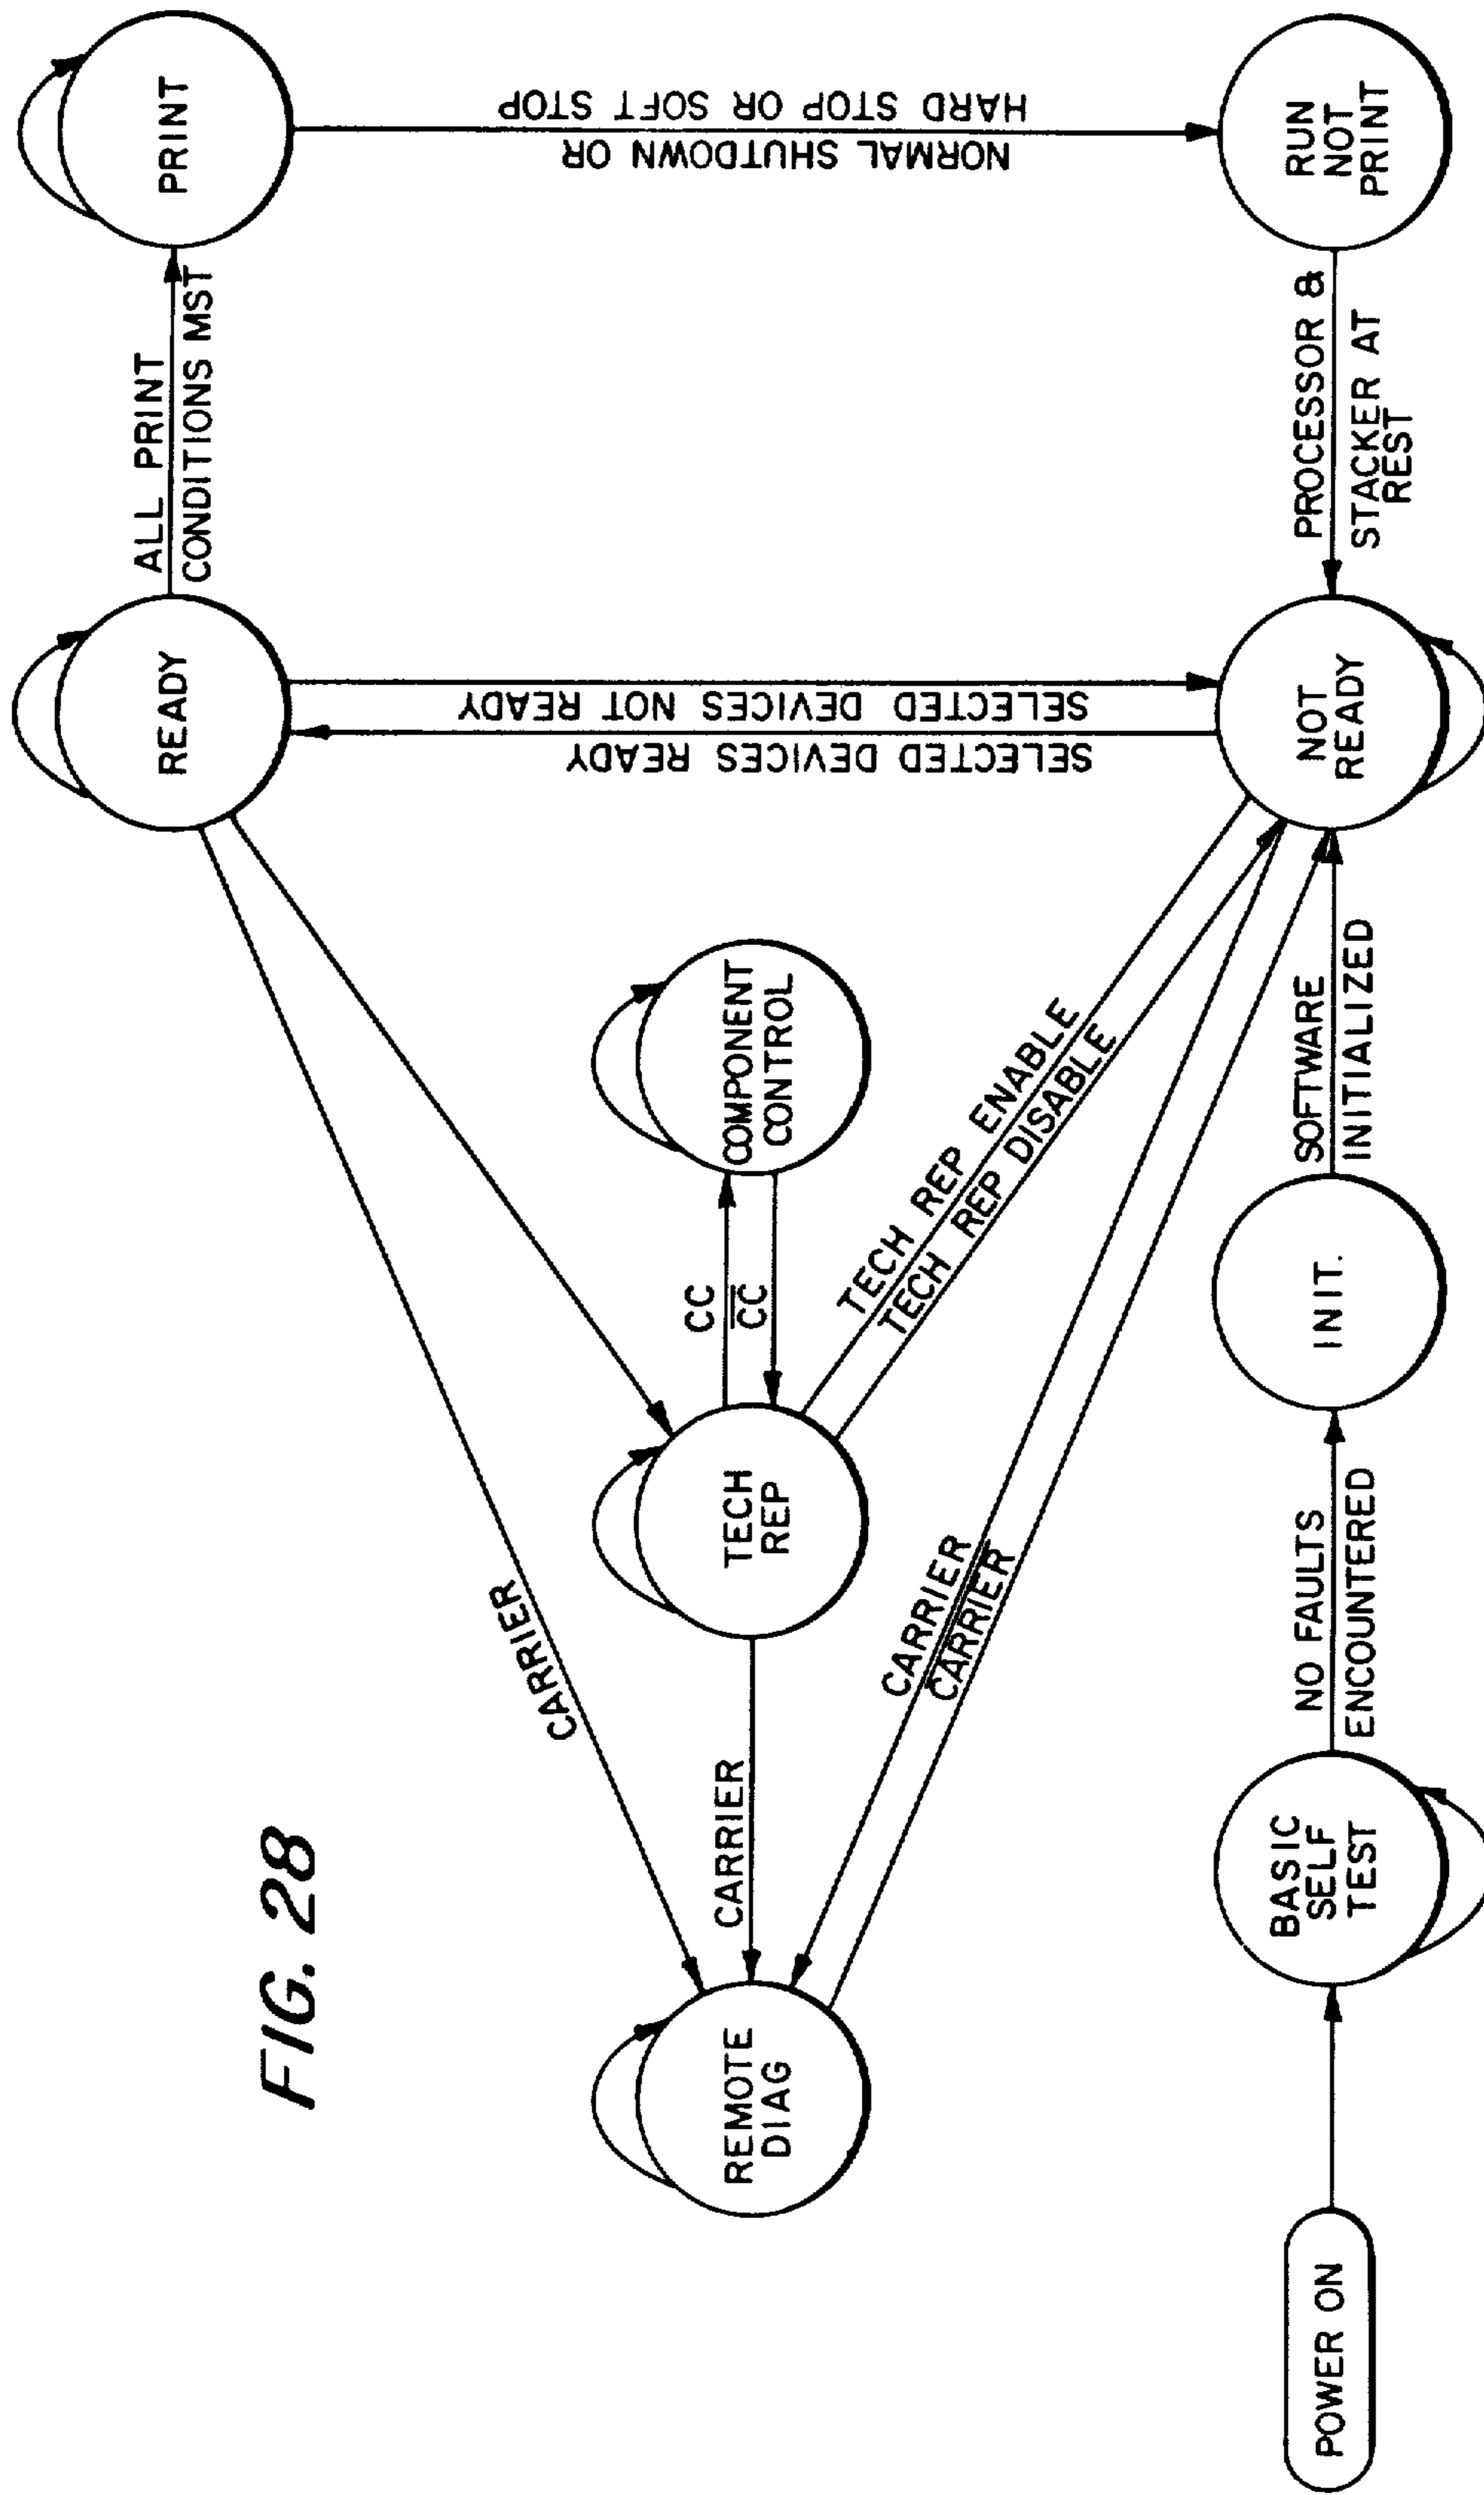 FIG. 28
READY
ALL PRINT
CONDITIONS MST
PRINT
CARRIER
SELECTED DEVICES READY
SELECTED DEVICES NOT READY
NORMAL SHUTDOWN OR
HARD STOP OR SOFT STOP
REMOTE
DIAG
CARRIER
TECH
REP
CC
CC
COMPONENT
CONTROL
TECH REP ENABLE
TECH REP DISABLE
CARRIER
CARRIER
POWER ON
BASIC
SELF
TEST
NO FAULTS
ENCOUNTERED
INIT.
SOFTWARE
INITIALIZED
NOT
READY
PROCESSOR &
STACKER AT
REST
RUN
NOT
PRINT